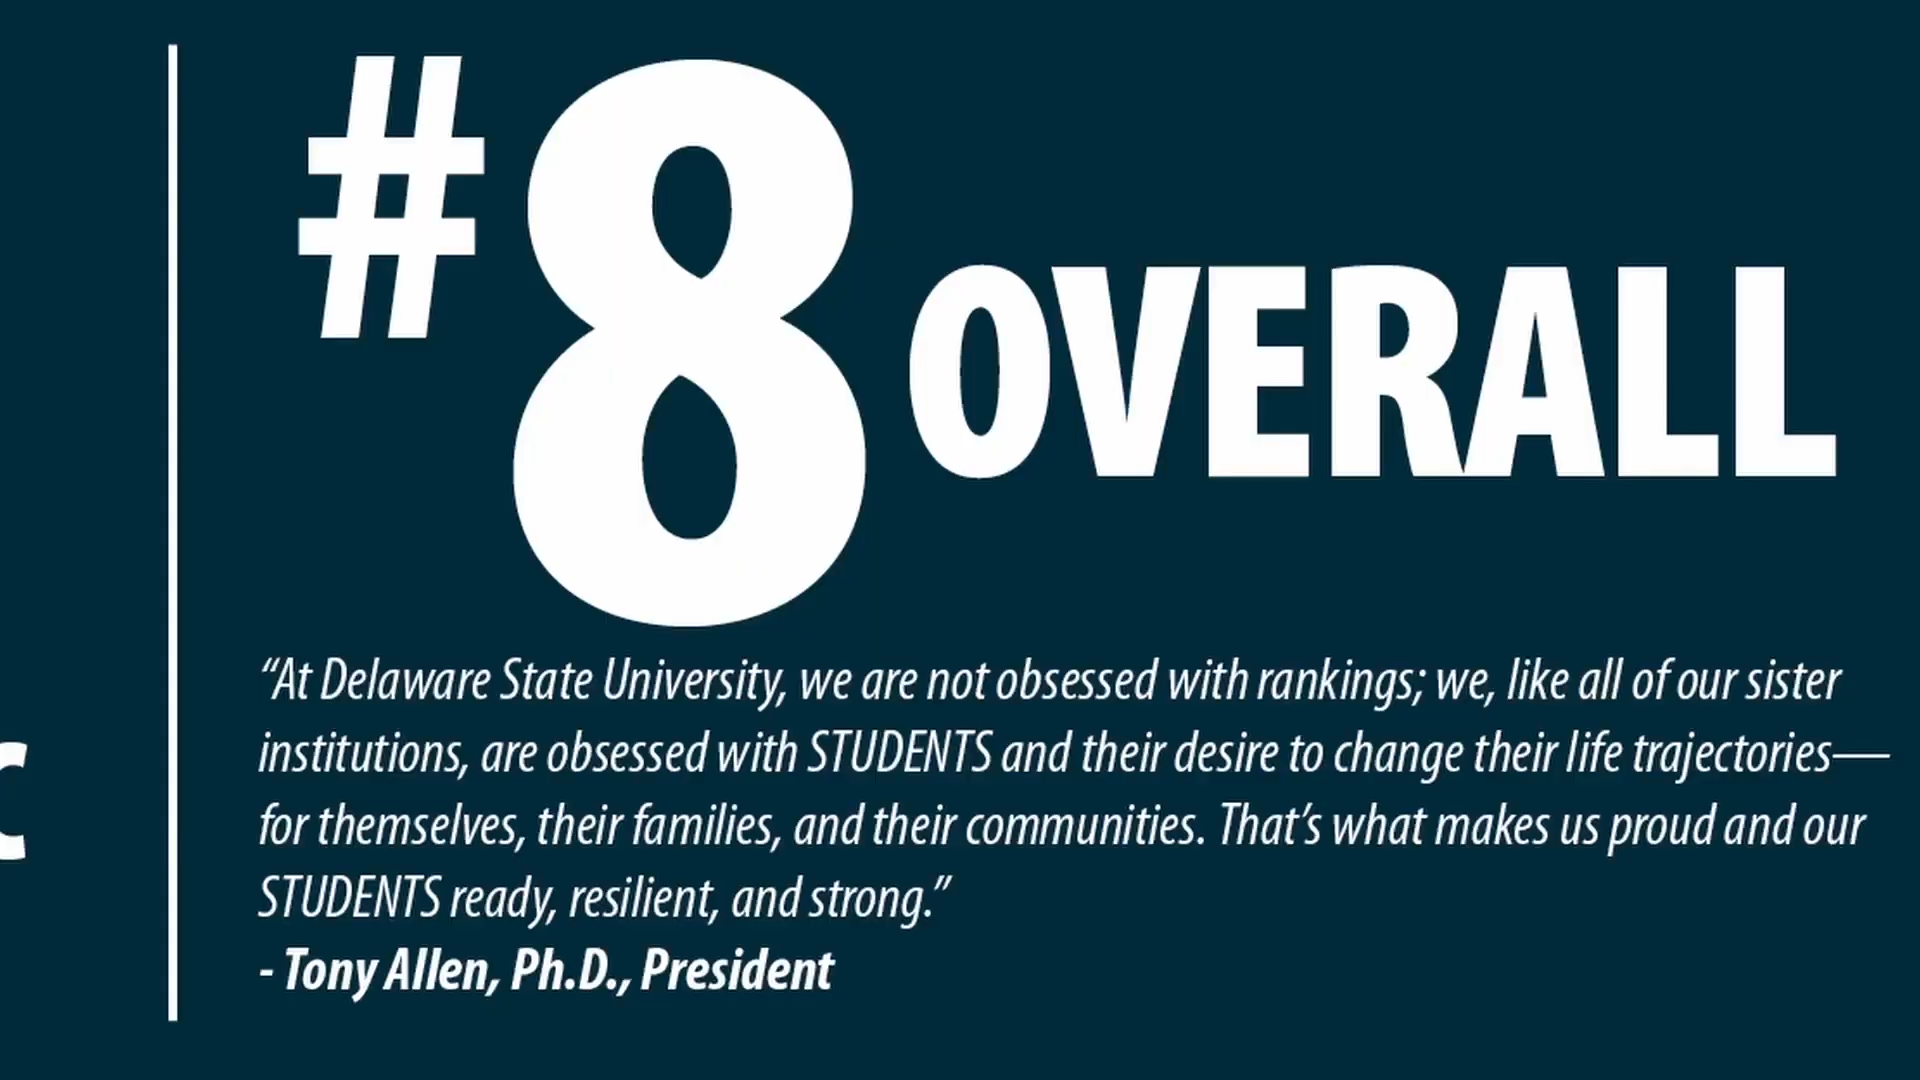 #8 OVERALL
“At Delaware State University, we are not obsessed with rankings; we, like all of our sister
institutions, are obsessed with STUDENTS and their desire to change their life trajectories—
for themselves, their families, and their communities. That’s what makes us proud and our
STUDENTS ready, resilient, and strong.”
- Tony Allen, Ph.D., President